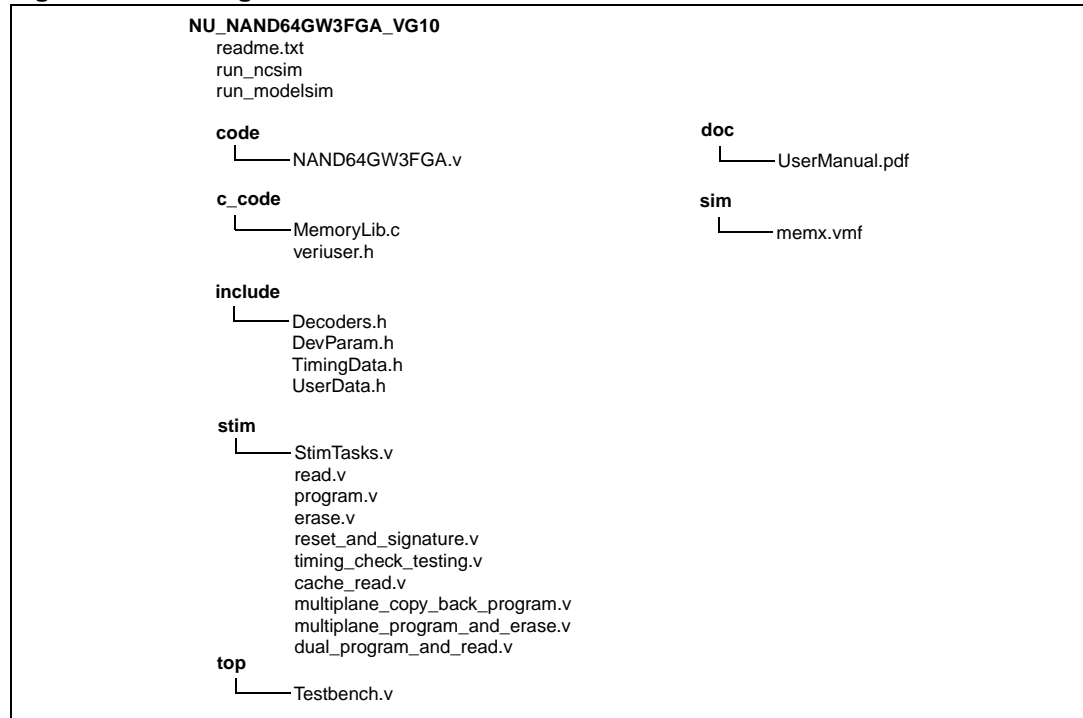 NU_NAND64GW3FGA_VG10
readme.txt
run_ncsim
run_modelsim
code
NAND64GW3FGA.v
c_code
MemoryLib.c
veriuser.h
include
Decoders.h
DevParam.h
TimingData.h
UserData.h
stim
StimTasks.v
read.v
program.v
erase.v
reset_and_signature.v
timing_check_testing.v
cache_read.v
multiplane_copy_back_program.v
multiplane_program_and_erase.v
dual_program_and_read.v
top
Testbench.v
doc
UserManual.pdf
sim
memx.vmf